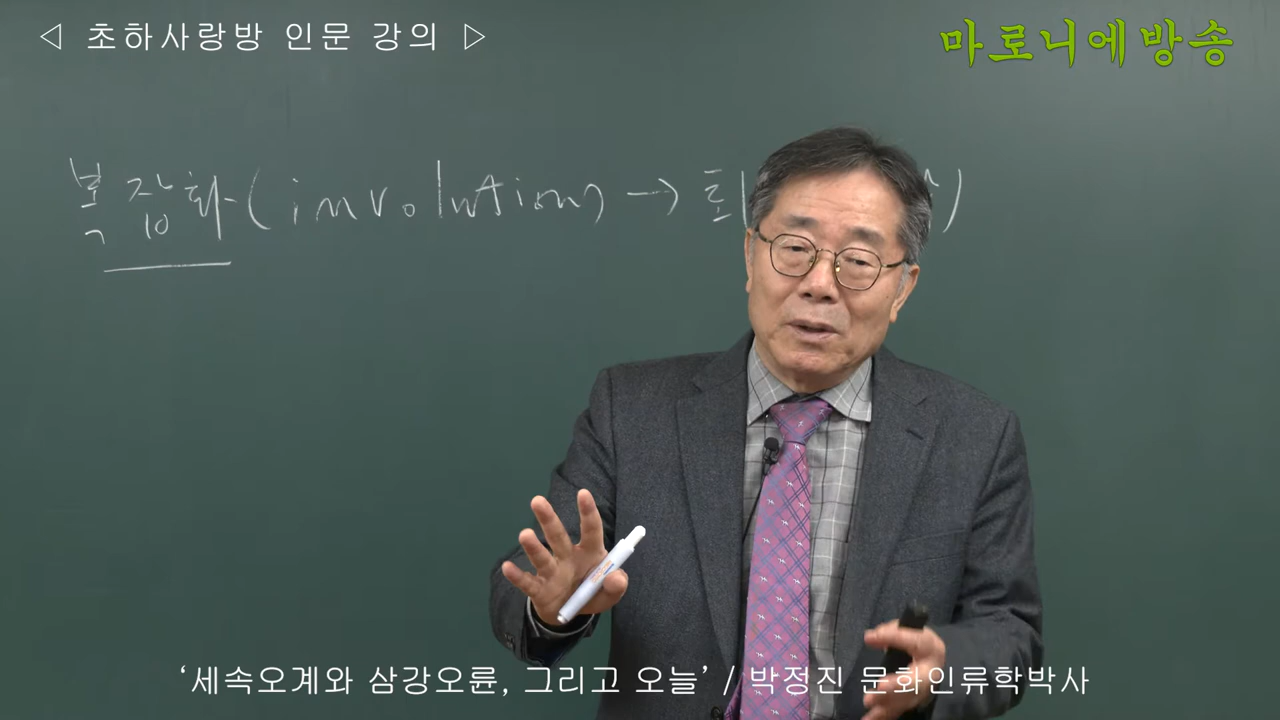 ◁ 초하사랑방 인문 강의 ▷
마로니에방송
복잡화(involution) → 퇴
‘세속오계와 삼강오륜, 그리고 오늘’ / 박정진 문화인류학박사